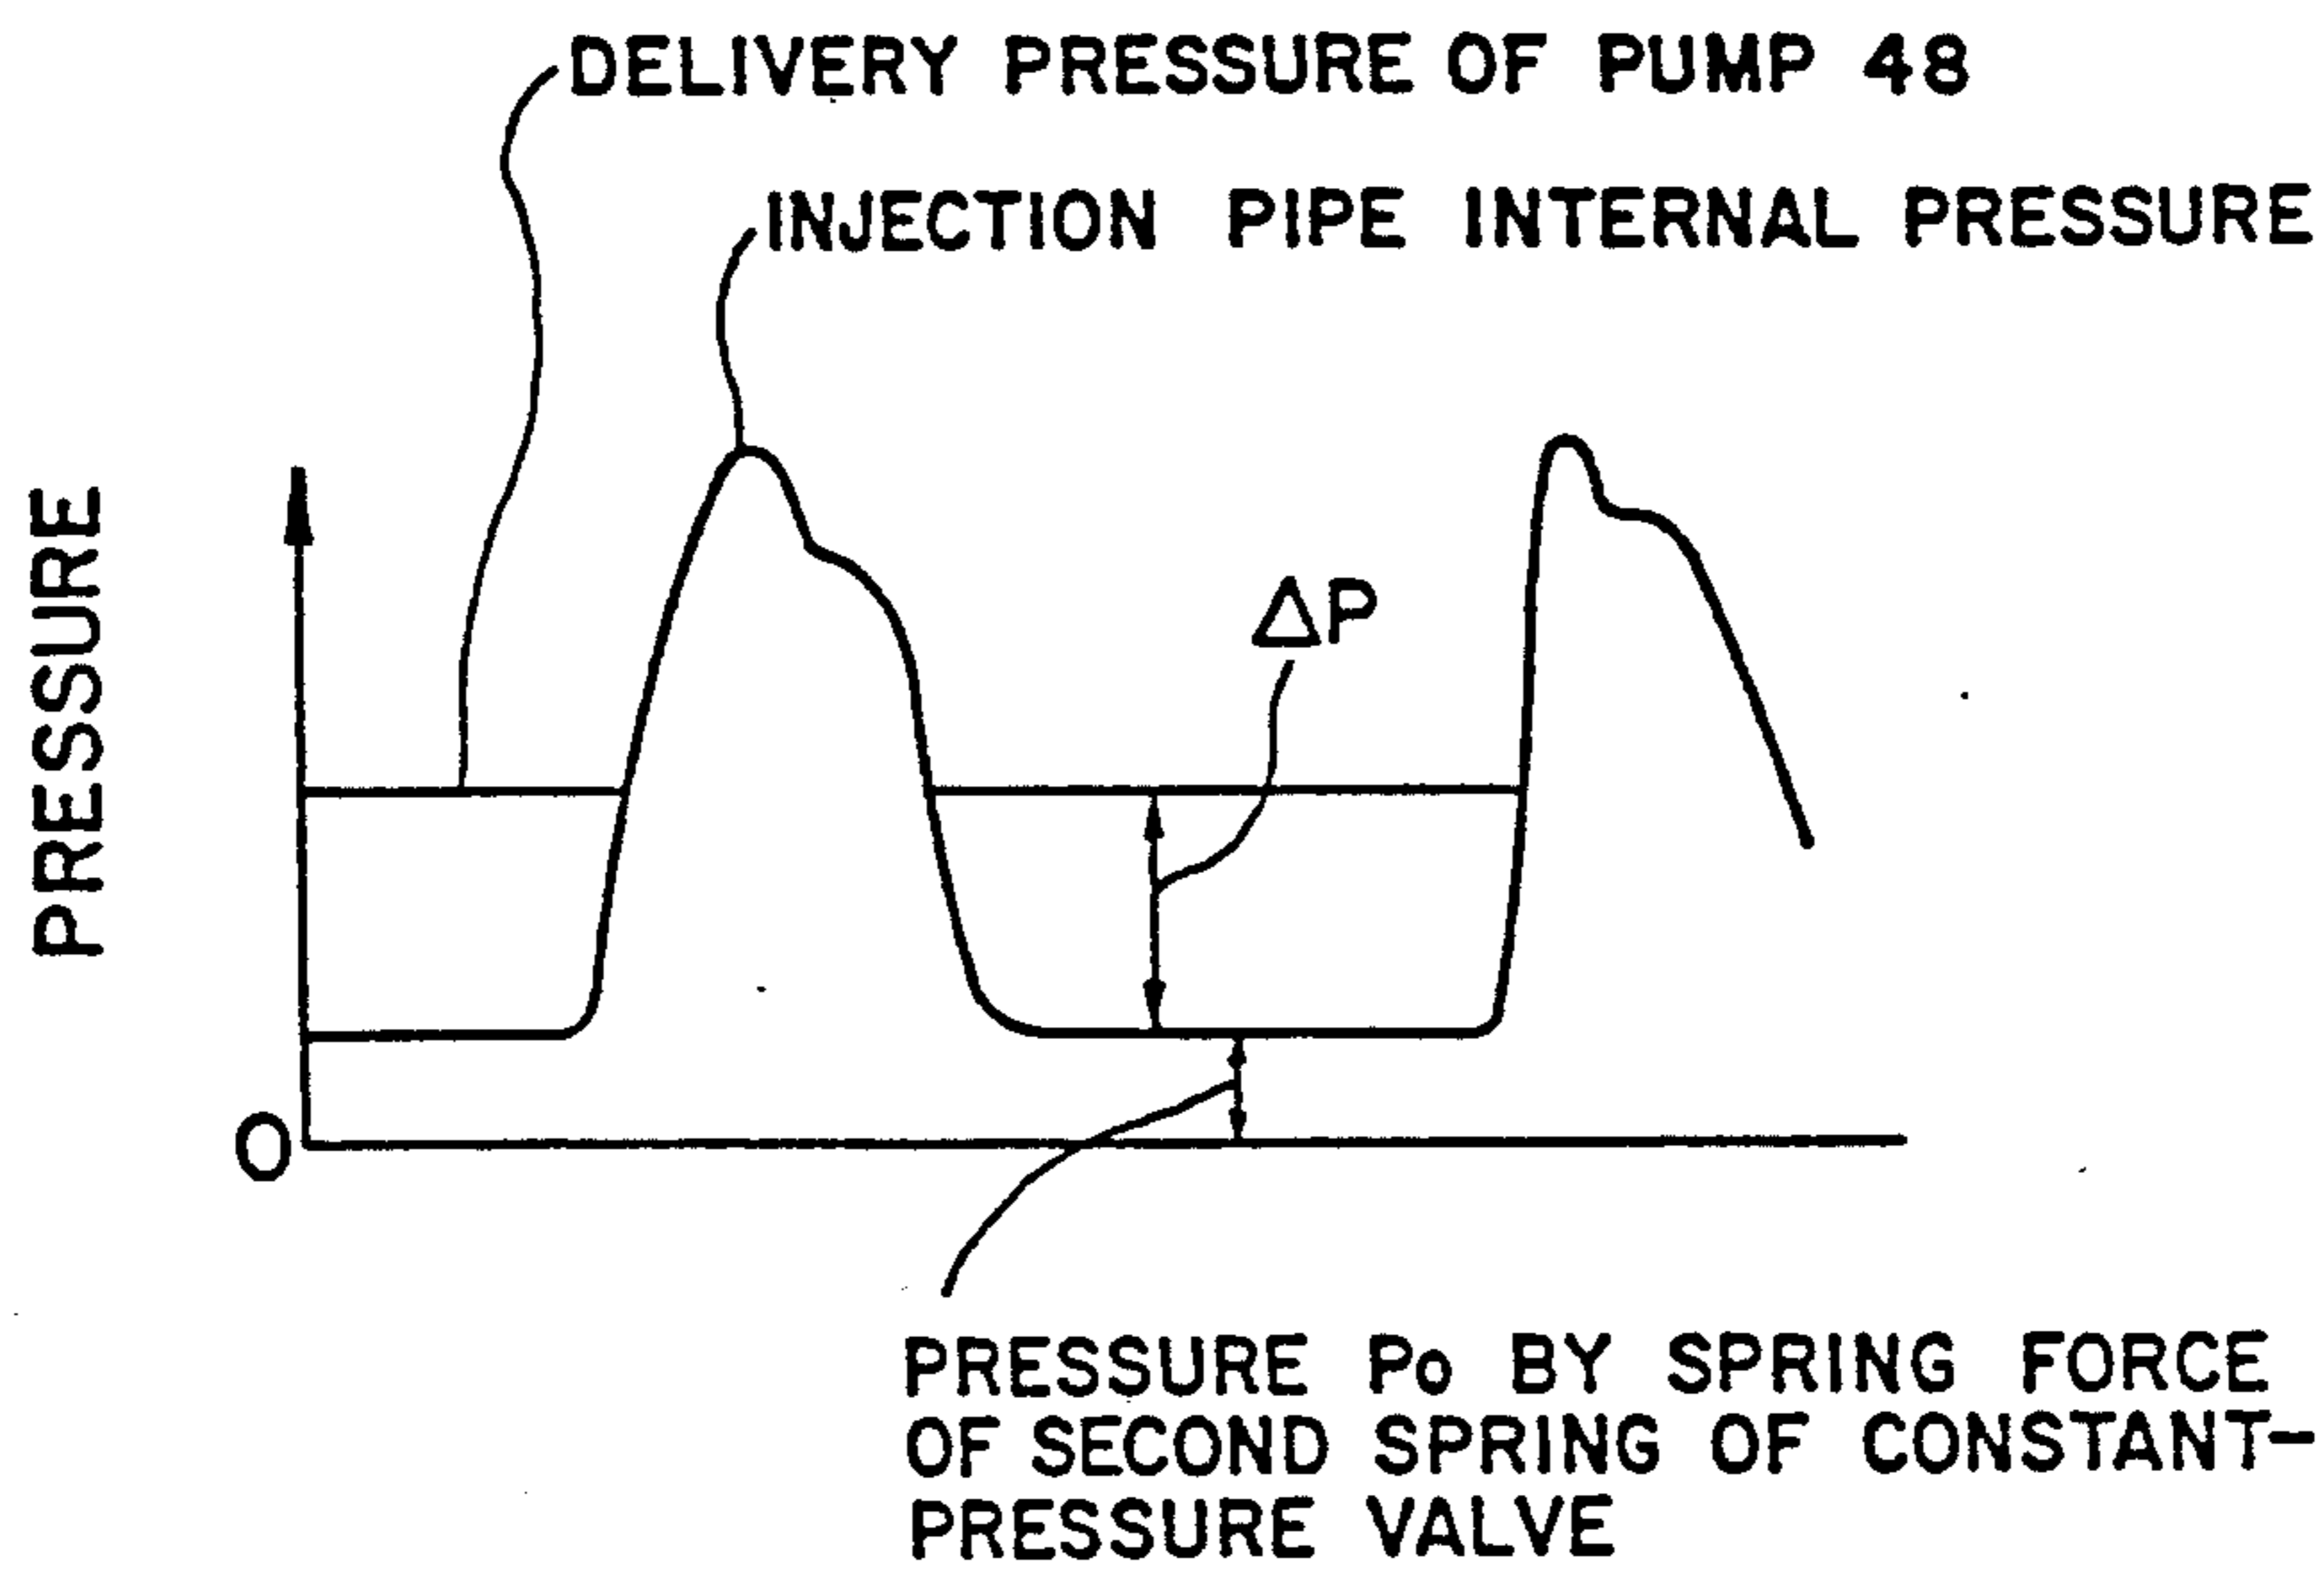 DELIVERY PRESSURE OF PUMP 48
INJECTION PIPE INTERNAL PRESSURE
PRESSURE
ΔP
O
PRESSURE Po BY SPRING FORCE
OF SECOND SPRING OF CONSTANT-
PRESSURE VALVE